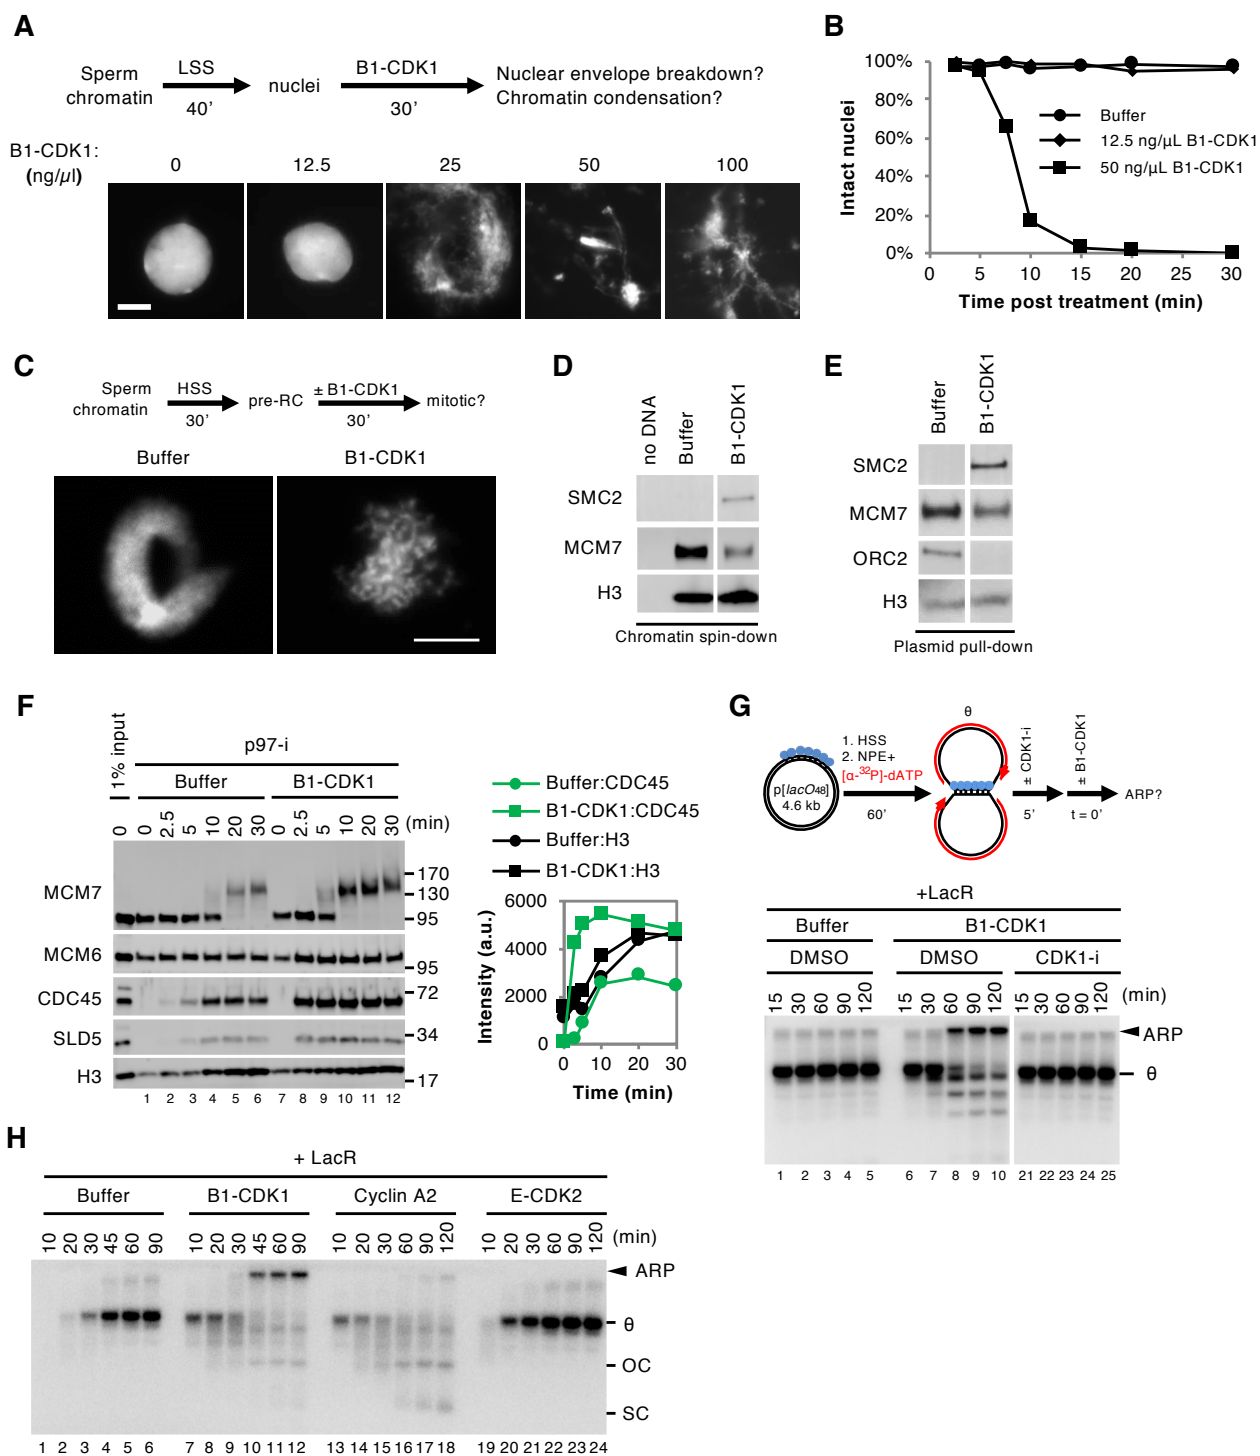 A
Sperm chromatin
LSS
40’
nuclei
B1-CDK1
30’
Nuclear envelope breakdown?
Chromatin condensation?
B1-CDK1:
(ng/µl)
0 12.5 25 50 100
B
Intact nuclei
100%
80%
60%
40%
20%
0%
Buffer
12.5 ng/µL B1-CDK1
50 ng/µL B1-CDK1
0 5 10 15 20 25 30
Time post treatment (min)
C
Sperm chromatin
HSS
30’
pre-RC
± B1-CDK1
30’
mitotic?
Buffer B1-CDK1
D
no DNA
Buffer
B1-CDK1
SMC2
MCM7
H3
Chromatin spin-down
E
Buffer
B1-CDK1
SMC2
MCM7
ORC2
H3
Plasmid pull-down
F
1% input
p97-i
Buffer B1-CDK1
0 0 2.5 5 10 20 30 0 2.5 5 10 20 30 (min)
MCM7
170
130
95
MCM6
95
CDC45
72
52
SLD5
34
H3
17
1 2 3 4 5 6 7 8 9 10 11 12
Buffer:CDC45
B1-CDK1:CDC45
Buffer:H3
B1-CDK1:H3
Intensity (a.u.)
6000
4000
2000
0
0 10 20 30
Time (min)
G
p[lacO48]
4.6 kb
1. HSS
2. NPE+
[α-32P]-dATP
60’
θ
± CDK1-i
5’
± B1-CDK1
t = 0’
ARP?
+LacR
Buffer B1-CDK1
DMSO DMSO CDK1-i
15 30 60 90 120 15 30 60 90 120 15 30 60 90 120 (min)
ARP
θ
1 2 3 4 5 6 7 8 9 10 21 22 23 24 25
H
+ LacR
Buffer B1-CDK1 Cyclin A2 E-CDK2
10 20 30 45 60 90 10 20 30 45 60 90 10 20 30 60 90 120 10 20 30 60 90 120 (min)
ARP
θ
OC
SC
1 2 3 4 5 6 7 8 9 10 11 12 13 14 15 16 17 18 19 20 21 22 23 24